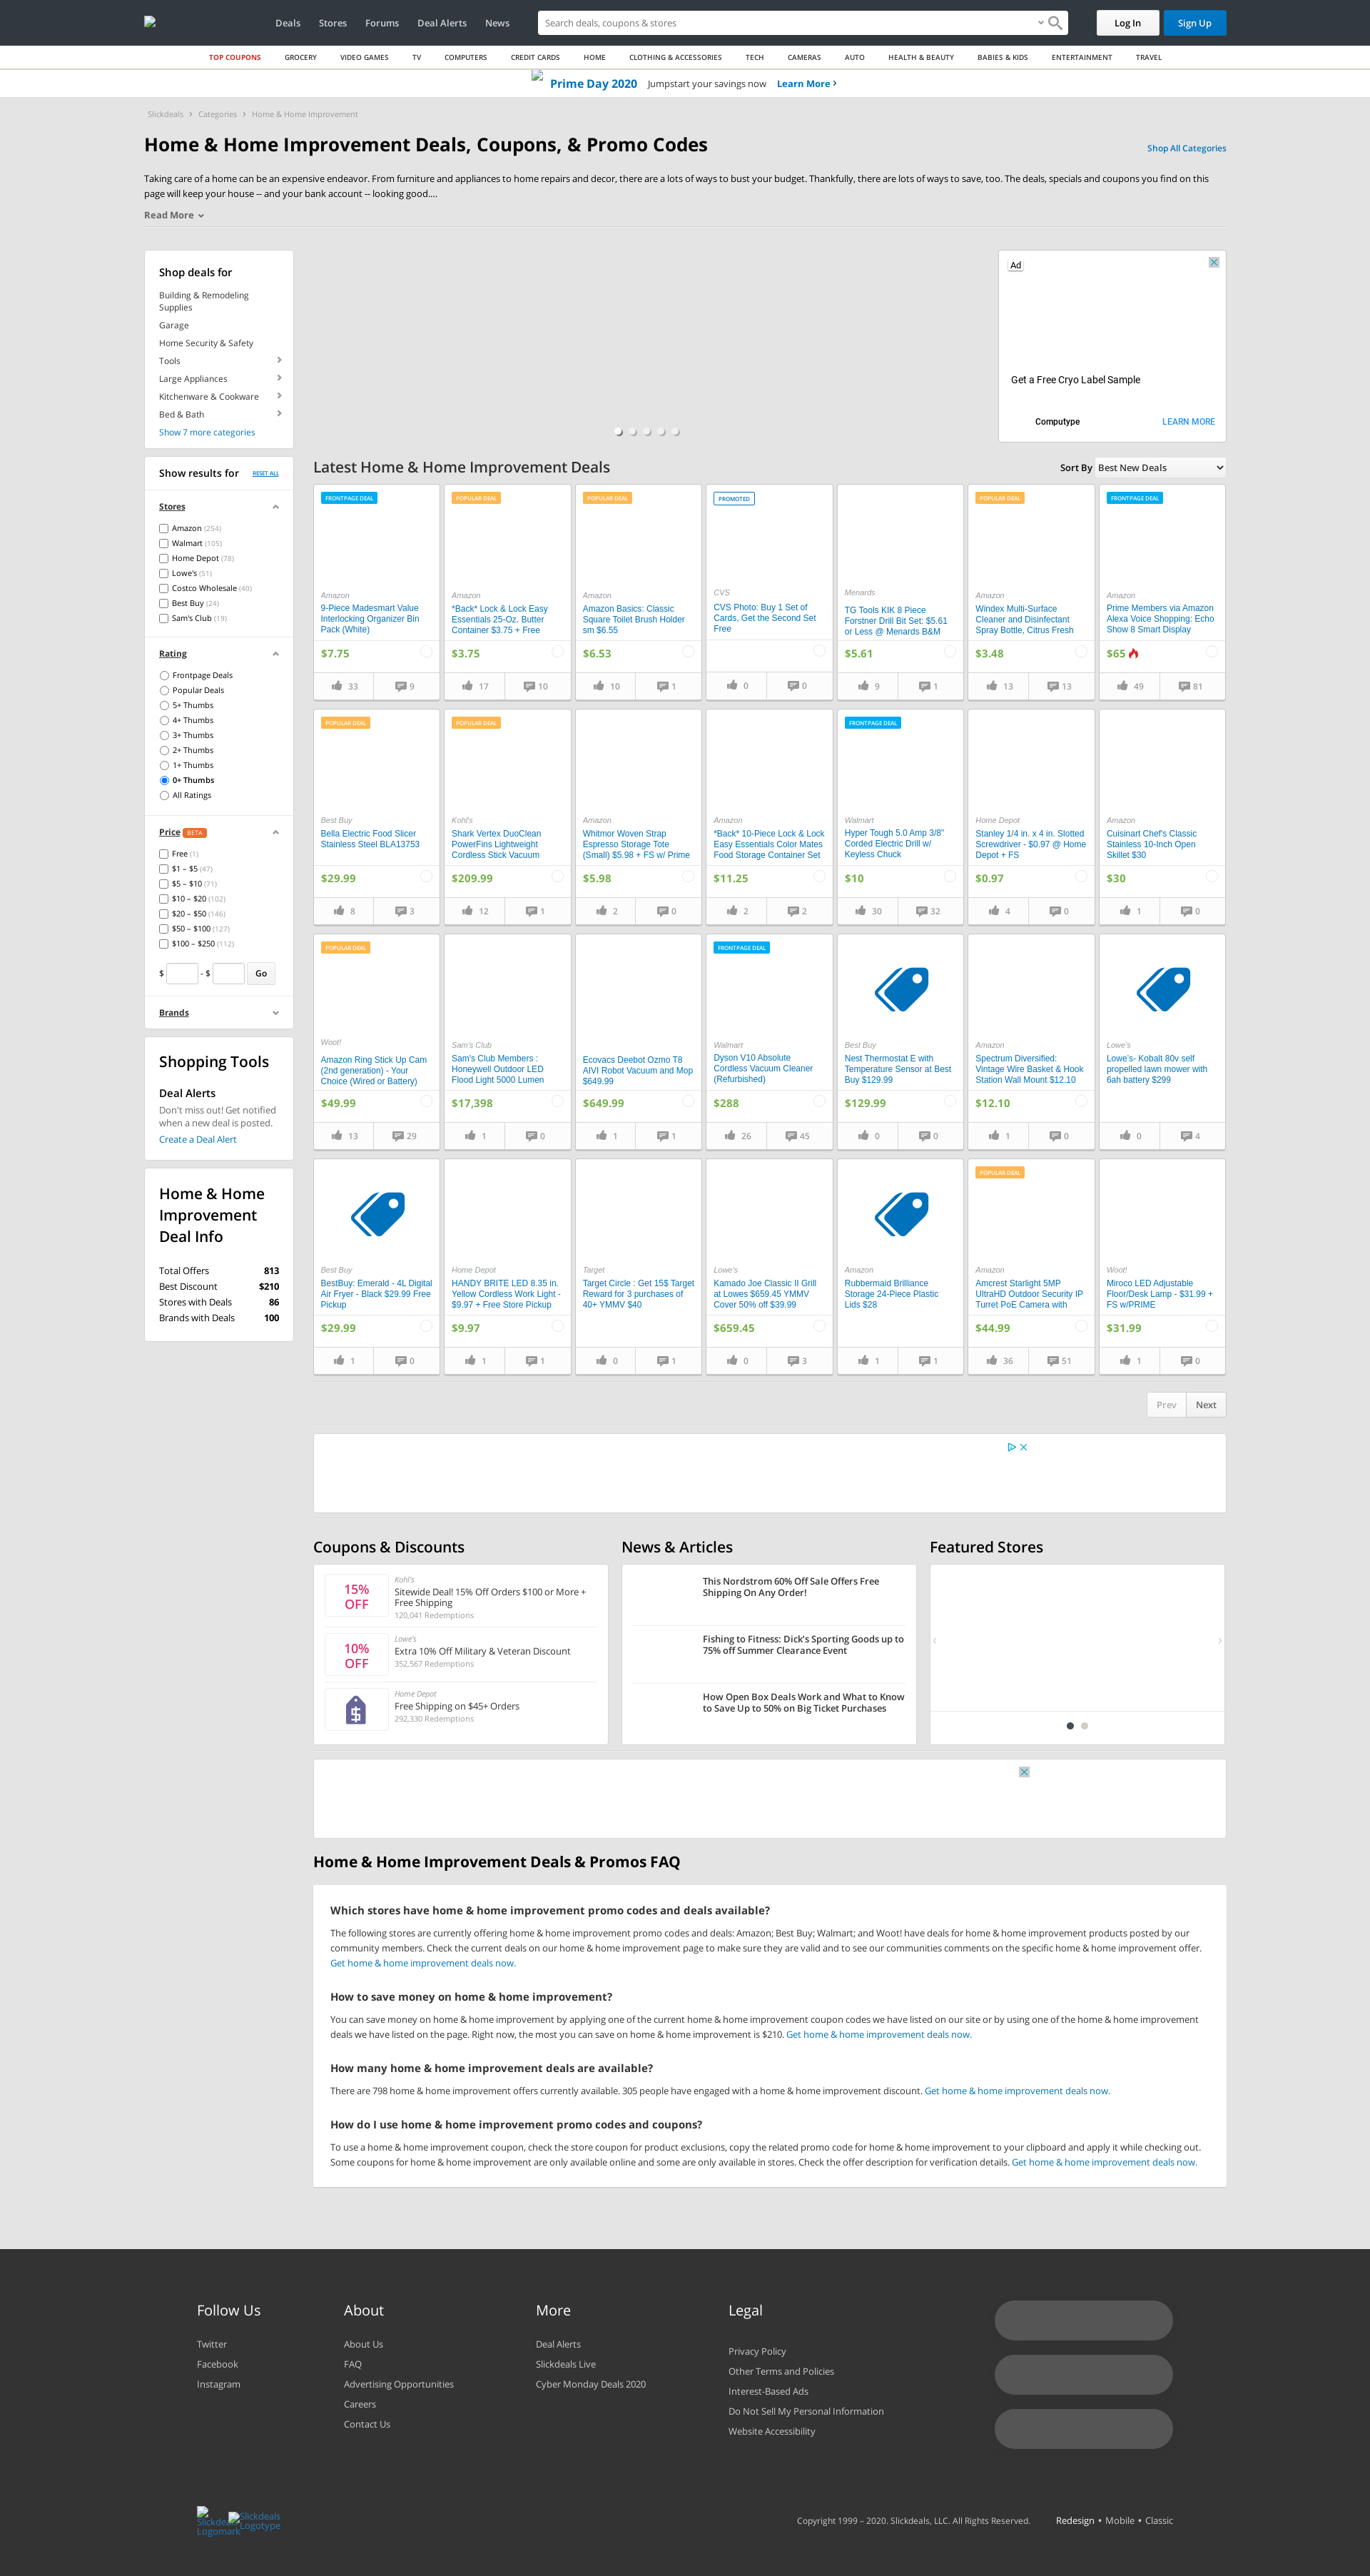 Deals Stores Forums Deal Alerts News
Search deals, coupons & stores
Log In
Sign Up
TOP COUPONS GROCERY VIDEO GAMES TV COMPUTERS CREDIT CARDS HOME CLOTHING & ACCESSORIES TECH CAMERAS AUTO HEALTH & BEAUTY BABIES & KIDS ENTERTAINMENT TRAVEL
Prime Day 2020 Jumpstart your savings now Learn More
Slickdeals Categories Home & Home Improvement
Home & Home Improvement Deals, Coupons, & Promo Codes
Shop All Categories
Taking care of a home can be an expensive endeavor. From furniture and appliances to home repairs and decor, there are a lots of ways to bust your budget. Thankfully, there are lots of ways to save, too. The deals, specials and coupons you find on this
page will keep your house -- and your bank account -- looking good....
Read More
Shop deals for
Building & Remodeling
Supplies
Garage
Home Security & Safety
Tools
Large Appliances
Kitchenware & Cookware
Bed & Bath
Show 7 more categories
Ad
Get a Free Cryo Label Sample
Computype
LEARN MORE
Show results for RESET ALL
Stores
Amazon (254)
Walmart (105)
Home Depot (78)
Lowe's (51)
Costco Wholesale (40)
Best Buy (24)
Sam's Club (19)
Rating
Frontpage Deals
Popular Deals
5+ Thumbs
4+ Thumbs
3+ Thumbs
2+ Thumbs
1+ Thumbs
0+ Thumbs
All Ratings
Price BETA
Free (1)
$1 – $5 (47)
$5 – $10 (71)
$10 – $20 (102)
$20 – $50 (146)
$50 – $100 (127)
$100 – $250 (112)
$ - $ Go
Brands
Shopping Tools
Deal Alerts
Don't miss out! Get notified
when a new deal is posted.
Create a Deal Alert
Home & Home
Improvement
Deal Info
Total Offers 813
Best Discount $210
Stores with Deals 86
Brands with Deals 100
Latest Home & Home Improvement Deals
Sort By Best New Deals
FRONTPAGE DEAL
Amazon
9-Piece Madesmart Value
Interlocking Organizer Bin
Pack (White)
$7.75
33 9
POPULAR DEAL
Amazon
*Back* Lock & Lock Easy
Essentials 25-Oz. Butter
Container $3.75 + Free
$3.75
17 10
POPULAR DEAL
Amazon
Amazon Basics: Classic
Square Toilet Brush Holder
sm $6.55
$6.53
10 1
PROMOTED
CVS
CVS Photo: Buy 1 Set of
Cards, Get the Second Set
Free
0 0
Menards
TG Tools KIK 8 Piece
Forstner Drill Bit Set: $5.61
or Less @ Menards B&M
$5.61
9 1
POPULAR DEAL
Amazon
Windex Multi-Surface
Cleaner and Disinfectant
Spray Bottle, Citrus Fresh
$3.48
13 13
FRONTPAGE DEAL
Amazon
Prime Members via Amazon
Alexa Voice Shopping: Echo
Show 8 Smart Display
$65
49 81
POPULAR DEAL
Best Buy
Bella Electric Food Slicer
Stainless Steel BLA13753
$29.99
8 3
POPULAR DEAL
Kohl's
Shark Vertex DuoClean
PowerFins Lightweight
Cordless Stick Vacuum
$209.99
12 1
Amazon
Whitmor Woven Strap
Espresso Storage Tote
(Small) $5.98 + FS w/ Prime
$5.98
2 0
Amazon
*Back* 10-Piece Lock & Lock
Easy Essentials Color Mates
Food Storage Container Set
$11.25
2 2
FRONTPAGE DEAL
Walmart
Hyper Tough 5.0 Amp 3/8"
Corded Electric Drill w/
Keyless Chuck
$10
30 32
Home Depot
Stanley 1/4 in. x 4 in. Slotted
Screwdriver - $0.97 @ Home
Depot + FS
$0.97
4 0
Amazon
Cuisinart Chef's Classic
Stainless 10-Inch Open
Skillet $30
$30
1 0
POPULAR DEAL
Woot!
Amazon Ring Stick Up Cam
(2nd generation) - Your
Choice (Wired or Battery)
$49.99
13 29
Sam's Club
Sam's Club Members :
Honeywell Outdoor LED
Flood Light 5000 Lumen
$17,398
1 0
Ecovacs Deebot Ozmo T8
AIVI Robot Vacuum and Mop
$649.99
$649.99
1 1
FRONTPAGE DEAL
Walmart
Dyson V10 Absolute
Cordless Vacuum Cleaner
(Refurbished)
$288
26 45
Best Buy
Nest Thermostat E with
Temperature Sensor at Best
Buy $129.99
$129.99
0 0
Amazon
Spectrum Diversified:
Vintage Wire Basket & Hook
Station Wall Mount $12.10
$12.10
1 0
Lowe's
Lowe's- Kobalt 80v self
propelled lawn mower with
6ah battery $299
0 4
Best Buy
BestBuy: Emerald - 4L Digital
Air Fryer - Black $29.99 Free
Pickup
$29.99
1 0
Home Depot
HANDY BRITE LED 8.35 in.
Yellow Cordless Work Light -
$9.97 + Free Store Pickup
$9.97
1 1
Target
Target Circle : Get 15$ Target
Reward for 3 purchases of
40+ YMMV $40
0 1
Lowe's
Kamado Joe Classic II Grill
at Lowes $659.45 YMMV
Cover 50% off $39.99
$659.45
0 3
Amazon
Rubbermaid Brilliance
Storage 24-Piece Plastic
Lids $28
1 1
POPULAR DEAL
Amazon
Amcrest Starlight 5MP
UltraHD Outdoor Security IP
Turret PoE Camera with
$44.99
36 51
Woot!
Miroco LED Adjustable
Floor/Desk Lamp - $31.99 +
FS w/PRIME
$31.99
1 0
Prev Next
Coupons & Discounts
15%
OFF
Kohl's
Sitewide Deal! 15% Off Orders $100 or More +
Free Shipping
120,041 Redemptions
10%
OFF
Lowe's
Extra 10% Off Military & Veteran Discount
352,567 Redemptions
Home Depot
Free Shipping on $45+ Orders
292,330 Redemptions
News & Articles
This Nordstrom 60% Off Sale Offers Free
Shipping On Any Order!
Fishing to Fitness: Dick's Sporting Goods up to
75% off Summer Clearance Event
How Open Box Deals Work and What to Know
to Save Up to 50% on Big Ticket Purchases
Featured Stores
Home & Home Improvement Deals & Promos FAQ
Which stores have home & home improvement promo codes and deals available?
The following stores are currently offering home & home improvement promo codes and deals: Amazon; Best Buy; Walmart; and Woot! have deals for home & home improvement products posted by our
community members. Check the current deals on our home & home improvement page to make sure they are valid and to see our communities comments on the specific home & home improvement offer.
Get home & home improvement deals now.
How to save money on home & home improvement?
You can save money on home & home improvement by applying one of the current home & home improvement coupon codes we have listed on our site or by using one of the home & home improvement
deals we have listed on the page. Right now, the most you can save on home & home improvement is $210. Get home & home improvement deals now.
How many home & home improvement deals are available?
There are 798 home & home improvement offers currently available. 305 people have engaged with a home & home improvement discount. Get home & home improvement deals now.
How do I use home & home improvement promo codes and coupons?
To use a home & home improvement coupon, check the store coupon for product exclusions, copy the related promo code for home & home improvement to your clipboard and apply it while checking out.
Some coupons for home & home improvement are only available online and some are only available in stores. Check the offer description for verification details. Get home & home improvement deals now.
Follow Us
Twitter
Facebook
Instagram
About
About Us
FAQ
Advertising Opportunities
Careers
Contact Us
More
Deal Alerts
Slickdeals Live
Cyber Monday Deals 2020
Legal
Privacy Policy
Other Terms and Policies
Interest-Based Ads
Do Not Sell My Personal Information
Website Accessibility
Slickdeals
Logomark
Slickdeals
Logotype
Copyright 1999 – 2020. Slickdeals, LLC. All Rights Reserved.
Redesign • Mobile • Classic